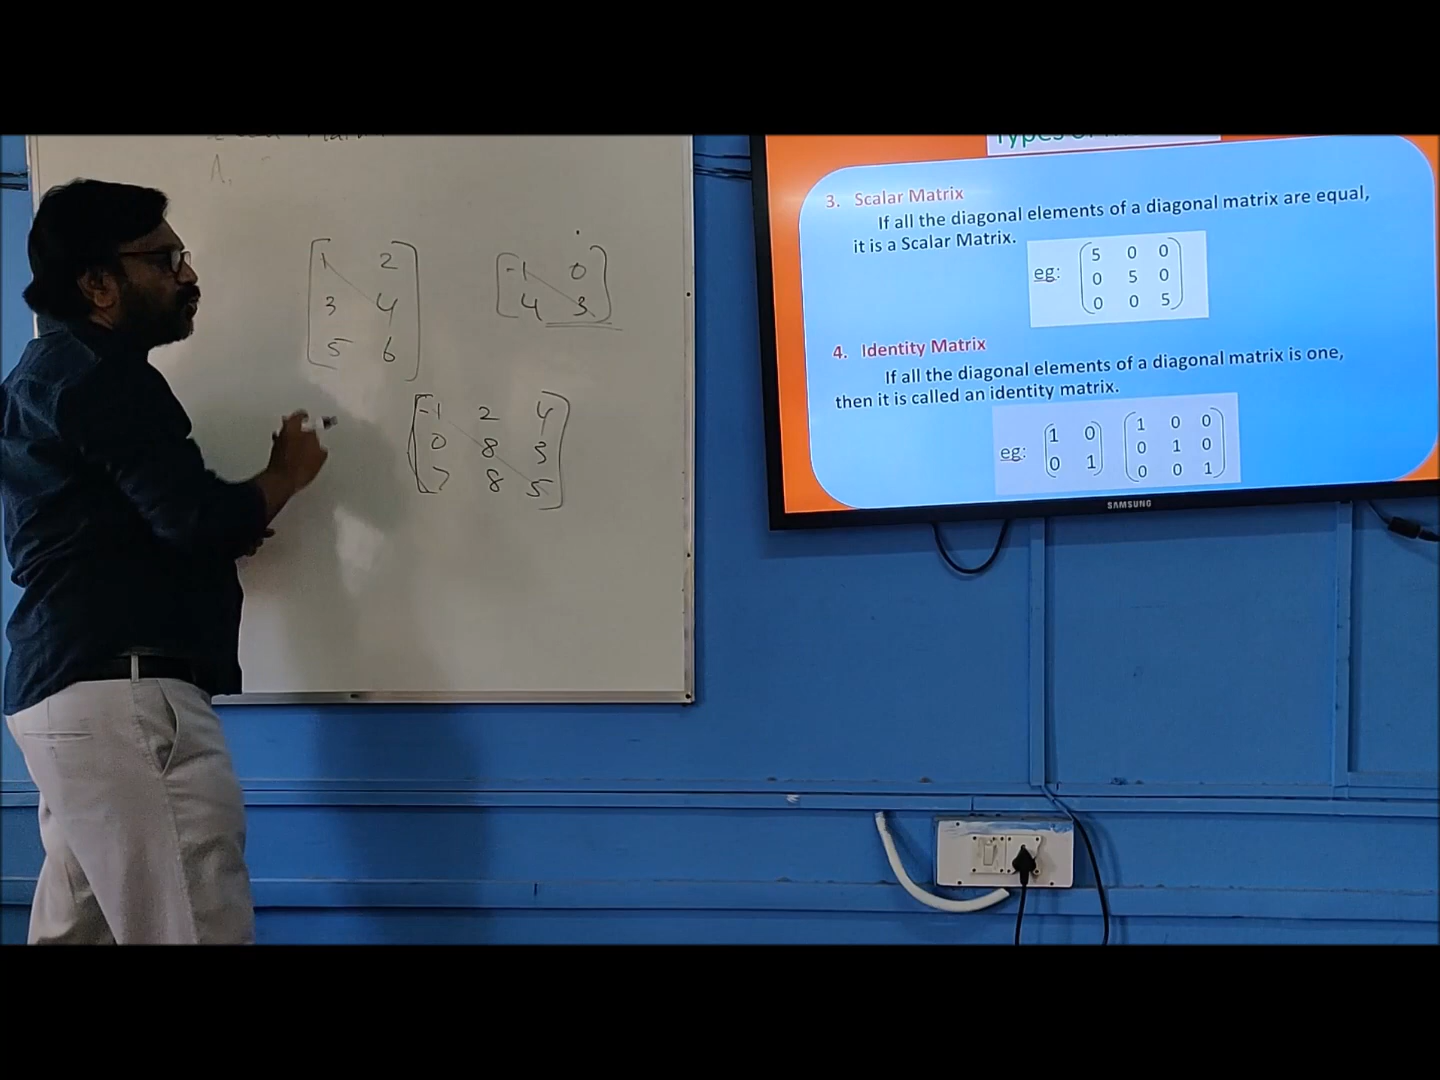 1 2
3 4
5 6
-1 0
4 3
-1 2 4
0 8 3
7 8 5
Types of
3. Scalar Matrix
If all the diagonal elements of a diagonal matrix are equal,
it is a Scalar Matrix.
eg:
5 0 0
0 5 0
0 0 5
4. Identity Matrix
If all the diagonal elements of a diagonal matrix is one,
then it is called an identity matrix.
eg:
1 0
0 1
1 0 0
0 1 0
0 0 1
SAMSUNG